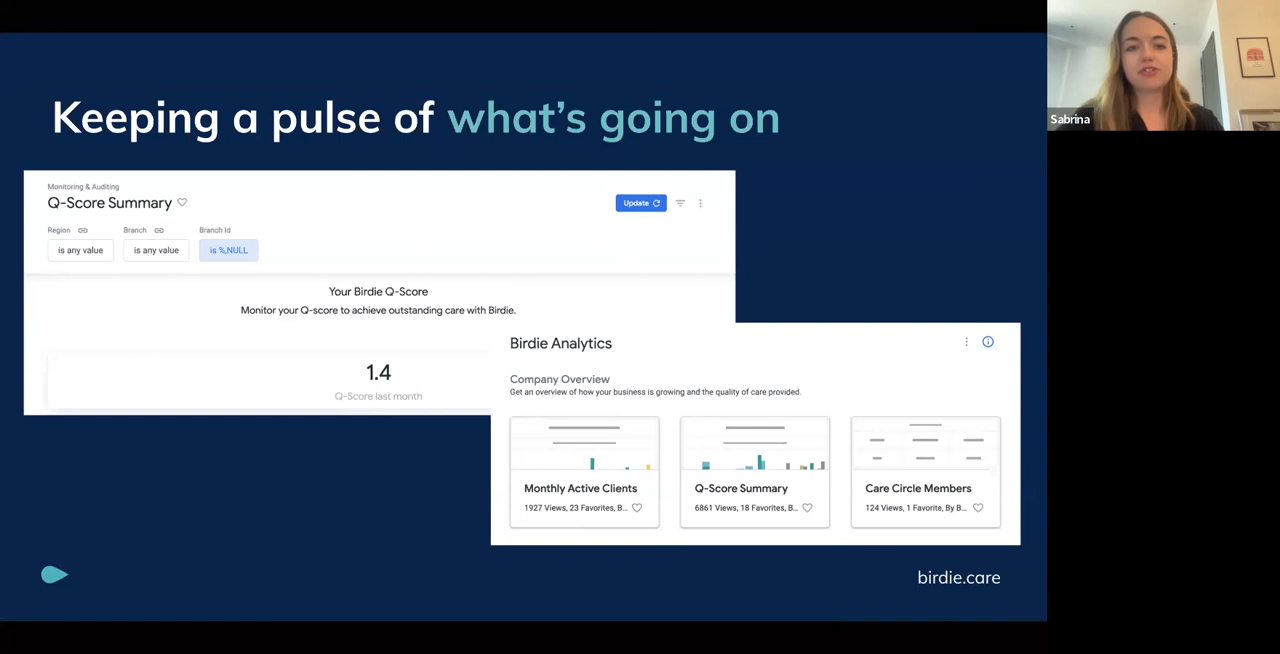 Keeping a pulse of what's going on
Sabrina
Monitoring & Auditing
Q-Score Summary
Update
Region
Branch
Branch Id
is any value
is any value
is %,NULL
Your Birdie Q-Score
Monitor your Q-score to achieve outstanding care with Birdie.
1.4
Q-Score last month
Birdie Analytics
Company Overview
Get an overview of how your business is growing and the quality of care provided.
Monthly Active Clients
1927 Views, 23 Favorites, B...
Q-Score Summary
6861 Views, 18 Favorites, B...
Care Circle Members
124 Views, 1 Favorite, By B...
birdie.care